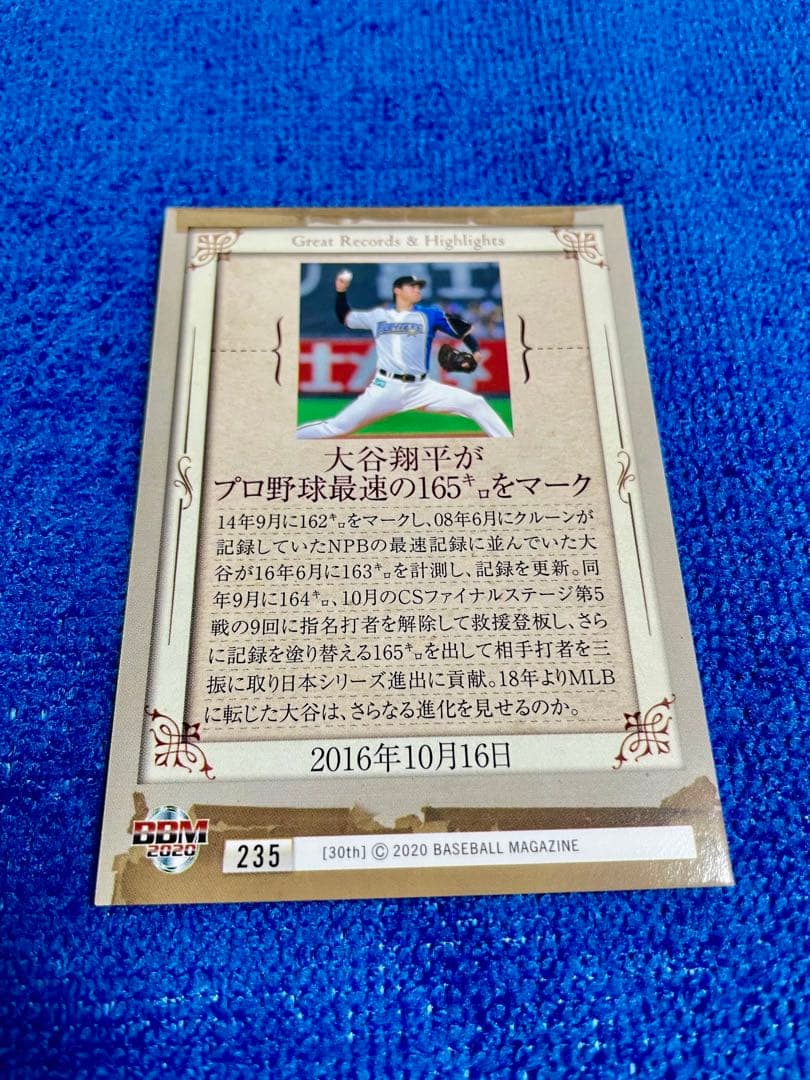 Great Records & Highlights
大谷翔平が
プロ野球最速の165㌔をマーク
14年9月に162㌔をマークし、08年6月にクルーンが
記録していたNPBの最速記録に並んでいた大
谷が16年6月に163㌔を計測し、記録を更新。同
年9月に164㌔、10月のCSファイナルステージ第5
戦の9回に指名打者を解除して救援登板し、さら
に記録を塗り替える165㌔を出して相手打者を三
振に取り日本シリーズ進出に貢献。18年よりMLB
に転じた大谷は、さらなる進化を見せるのか。
2016年10月16日
BBM
2020
235
[30th] © 2020 BASEBALL MAGAZINE